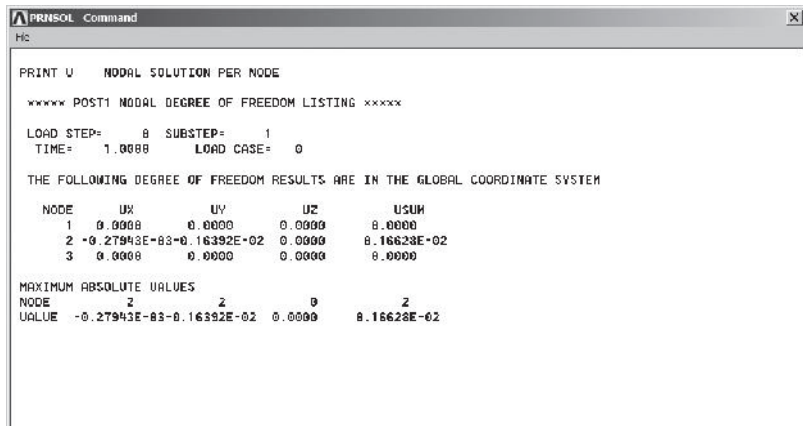 PRNSOL Command
File
PRINT U NODAL SOLUTION PER NODE
***** POST1 NODAL DEGREE OF FREEDOM LISTING *****
LOAD STEP= 0 SUBSTEP= 1
TIME= 1.0000 LOAD CASE= 0
THE FOLLOWING DEGREE OF FREEDOM RESULTS ARE IN THE GLOBAL COORDINATE SYSTEM
NODE UX UY UZ USUM
1 0.0000 0.0000 0.0000 0.0000
2 -0.27943E-03-0.16392E-02 0.0000 0.16628E-02
3 0.0000 0.0000 0.0000 0.0000
MAXIMUM ABSOLUTE VALUES
NODE 2 2 0 2
VALUE -0.27943E-03-0.16392E-02 0.0000 0.16628E-02